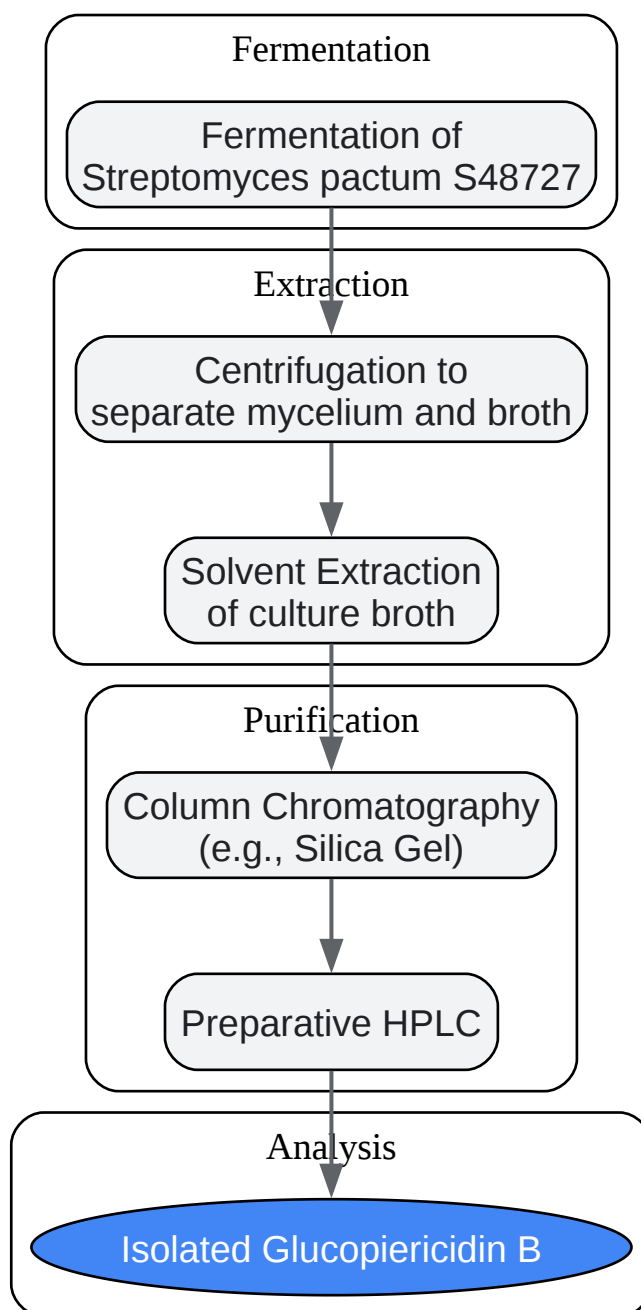 Fermentation
Fermentation of
Streptomyces pactum S48727
Extraction
Centrifugation to
separate mycelium and broth
Solvent Extraction
of culture broth
Purification
Column Chromatography
(e.g., Silica Gel)
Preparative HPLC
Analysis
Isolated Glucopiericidin B